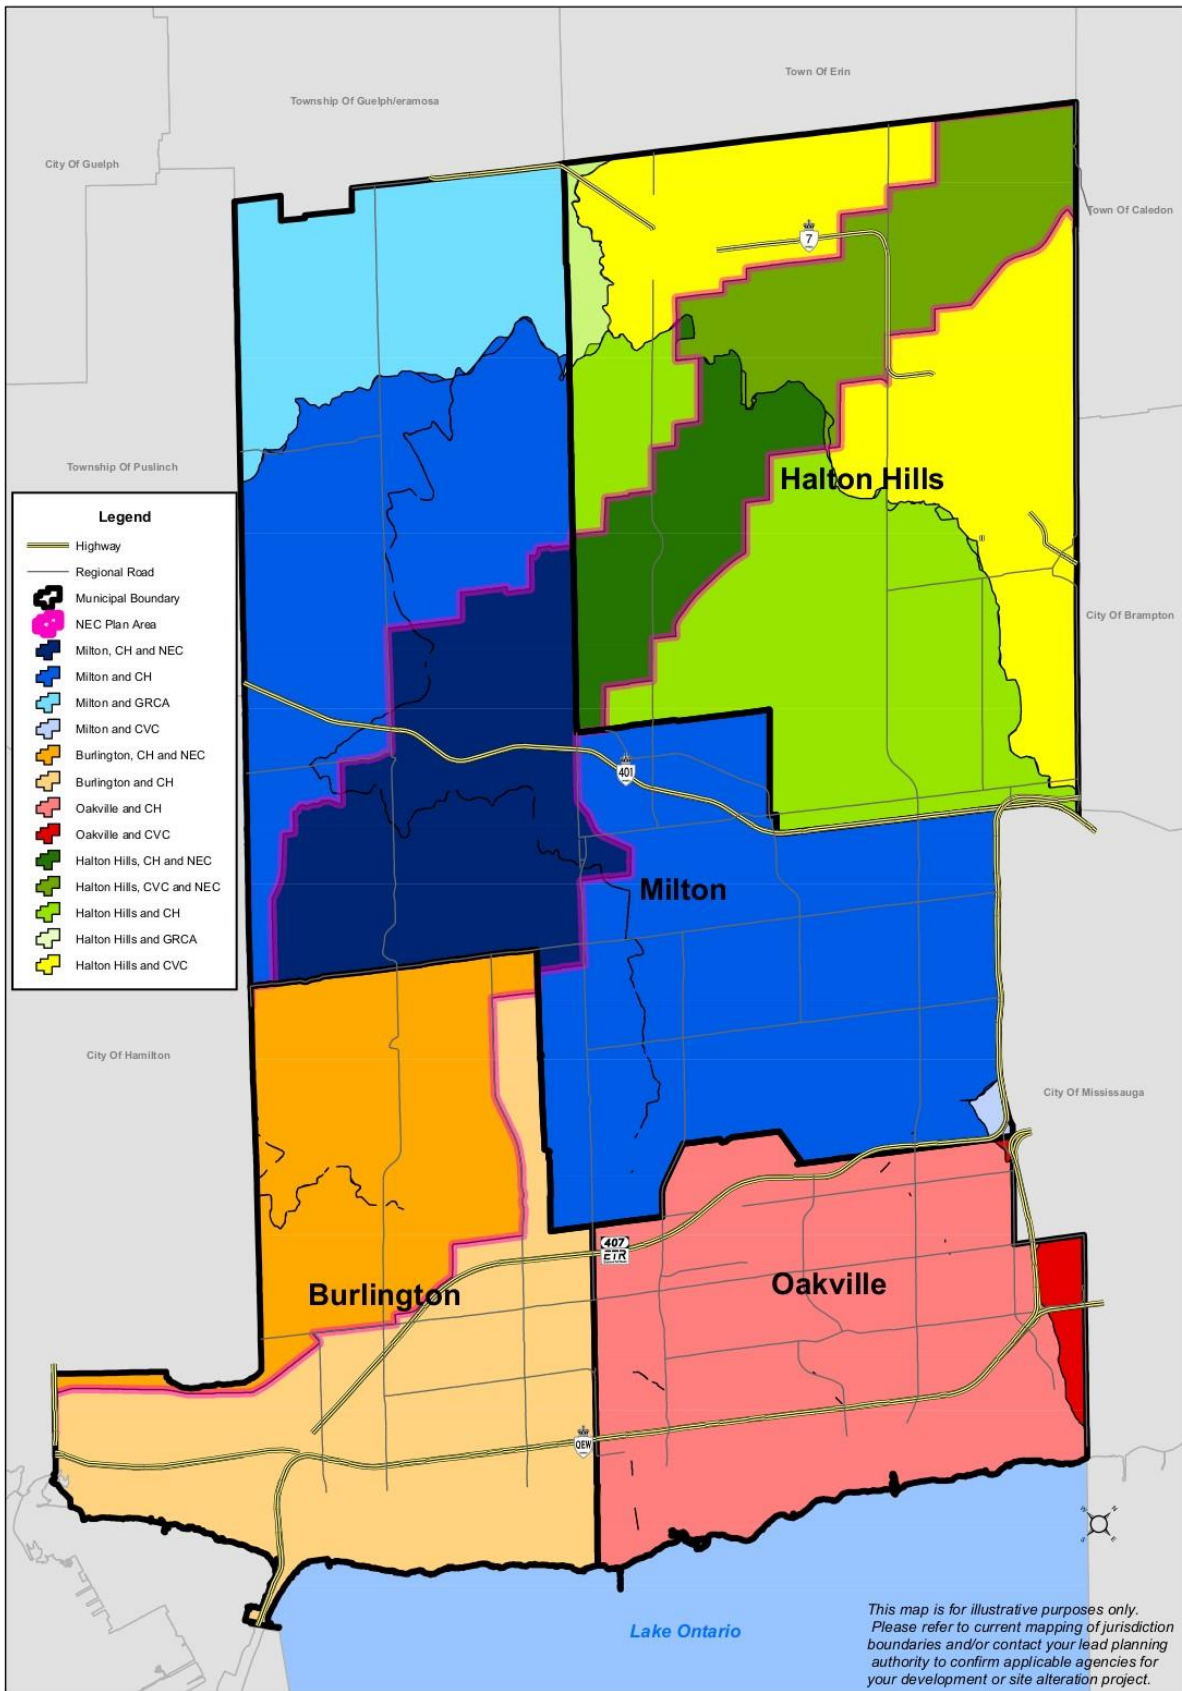 Town Of Erin
Township Of Guelph/eramosa
City Of Guelph
Town Of Caledon
7
Township Of Puslinch
Halton Hills
Legend
Highway
Regional Road
Municipal Boundary
NEC Plan Area
Milton, CH and NEC
Milton and CH
Milton and GRCA
Milton and CVC
Burlington, CH and NEC
Burlington and CH
Oakville and CH
Oakville and CVC
Halton Hills, CH and NEC
Halton Hills, CVC and NEC
Halton Hills and CH
Halton Hills and GRCA
Halton Hills and CVC
City Of Brampton
401
Milton
City Of Hamilton
City Of Mississauga
407
ETR
Burlington
Oakville
QEW
N
W
E
S
Lake Ontario
This map is for illustrative purposes only.
Please refer to current mapping of jurisdiction
boundaries and/or contact your lead planning
authority to confirm applicable agencies for
your development or site alteration project.